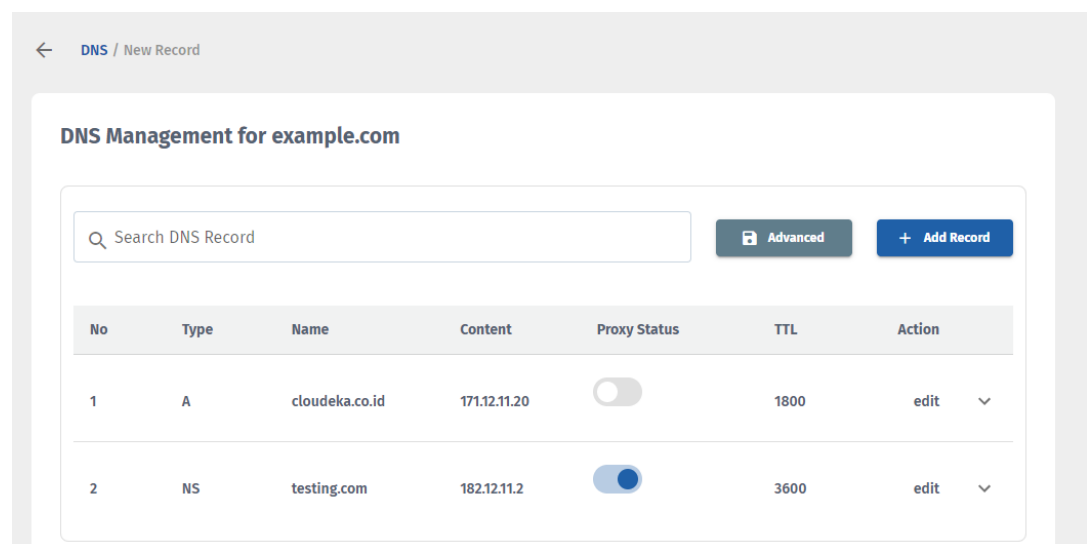 DNS / New Record
DNS Management for example.com
Search DNS Record
Advanced
+ Add Record
No Type Name Content Proxy Status TTL Action
1 A cloudeka.co.id 171.12.11.20 1800 edit
2 NS testing.com 182.12.11.2 3600 edit